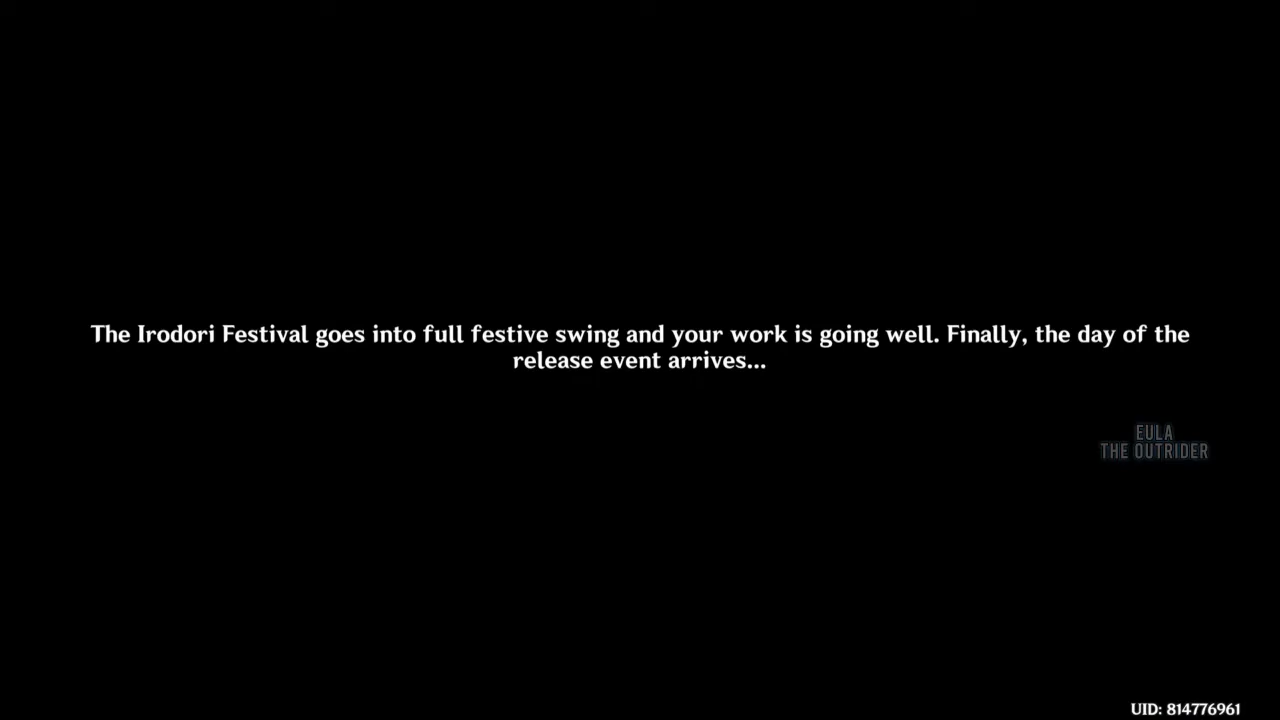 The Irodori Festival goes into full festive swing and your work is going well. Finally, the day of the
release event arrives...
EULA
THE OUTRIDER
UID: 814776961